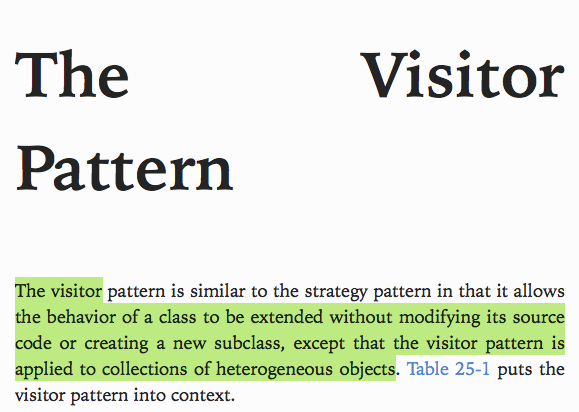 The Visitor
Pattern
The visitor pattern is similar to the strategy pattern in that it allows
the behavior of a class to be extended without modifying its source
code or creating a new subclass, except that the visitor pattern is
applied to collections of heterogeneous objects. Table 25-1 puts the
visitor pattern into context.